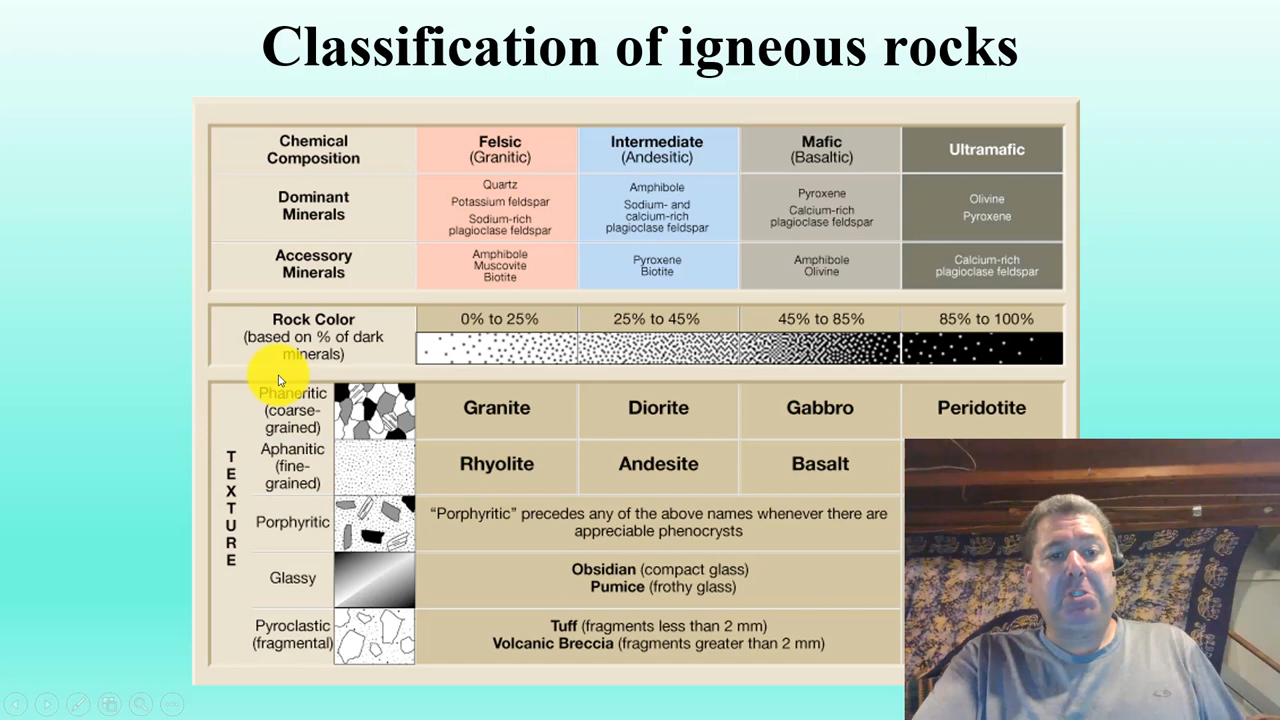 Classification of igneous rocks
Chemical
Composition
Felsic
(Granitic)
Intermediate
(Andesitic)
Mafic
(Basaltic)
Ultramafic
Dominant
Minerals
Quartz
Potassium feldspar
Sodium-rich
plagioclase feldspar
Amphibole
Sodium- and
calcium-rich
plagioclase feldspar
Pyroxene
Calcium-rich
plagioclase feldspar
Olivine
Pyroxene
Accessory
Minerals
Amphibole
Muscovite
Biotite
Pyroxene
Biotite
Amphibole
Olivine
Calcium-rich
plagioclase feldspar
Rock Color
(based on % of dark
minerals)
0% to 25%
25% to 45%
45% to 85%
85% to 100%
TEXTURE
Phaneritic
(coarse-
grained)
Granite
Diorite
Gabbro
Peridotite
Aphanitic
(fine-
grained)
Rhyolite
Andesite
Basalt
Porphyritic
“Porphyritic” precedes any of the above names whenever there are
appreciable phenocrysts
Glassy
Obsidian (compact glass)
Pumice (frothy glass)
Pyroclastic
(fragmental)
Tuff (fragments less than 2 mm)
Volcanic Breccia (fragments greater than 2 mm)